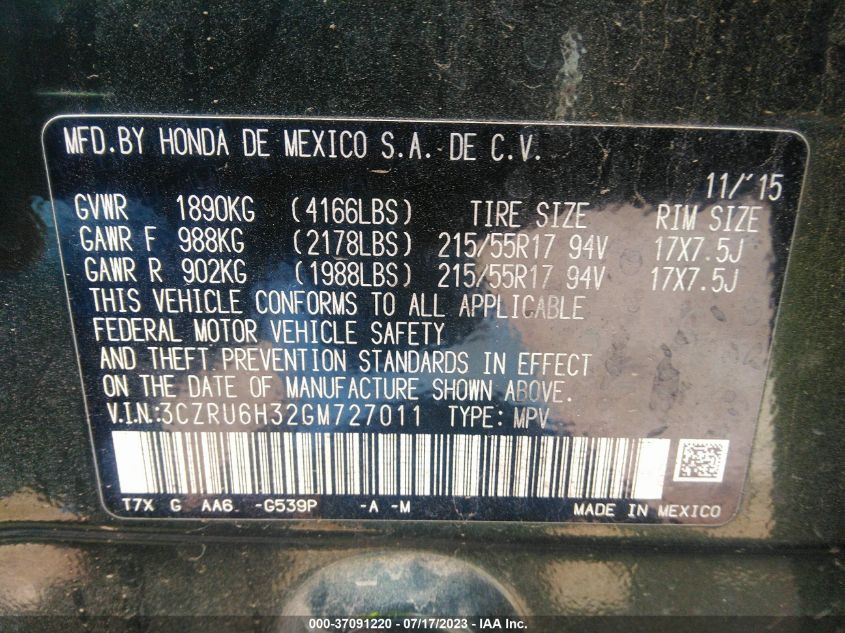 MFD.BY HONDA DE MEXICO S.A. DE C.V.
11/'15
GVWR 1890KG (4166LBS) TIRE SIZE RIM SIZE
GAWR F 988KG (2178LBS) 215/55R17 94V 17X7.5J
GAWR R 902KG (1988LBS) 215/55R17 94V 17X7.5J
THIS VEHICLE CONFORMS TO ALL APPLICABLE
FEDERAL MOTOR VEHICLE SAFETY
AND THEFT PREVENTION STANDARDS IN EFFECT
ON THE DATE OF MANUFACTURE SHOWN ABOVE.
V.I.N:3CZRU6H32GM727011 TYPE: MPV
T7X G AA6. -G539P -A -M MADE IN MEXICO
000-37091220 - 07/17/2023 - IAA Inc.